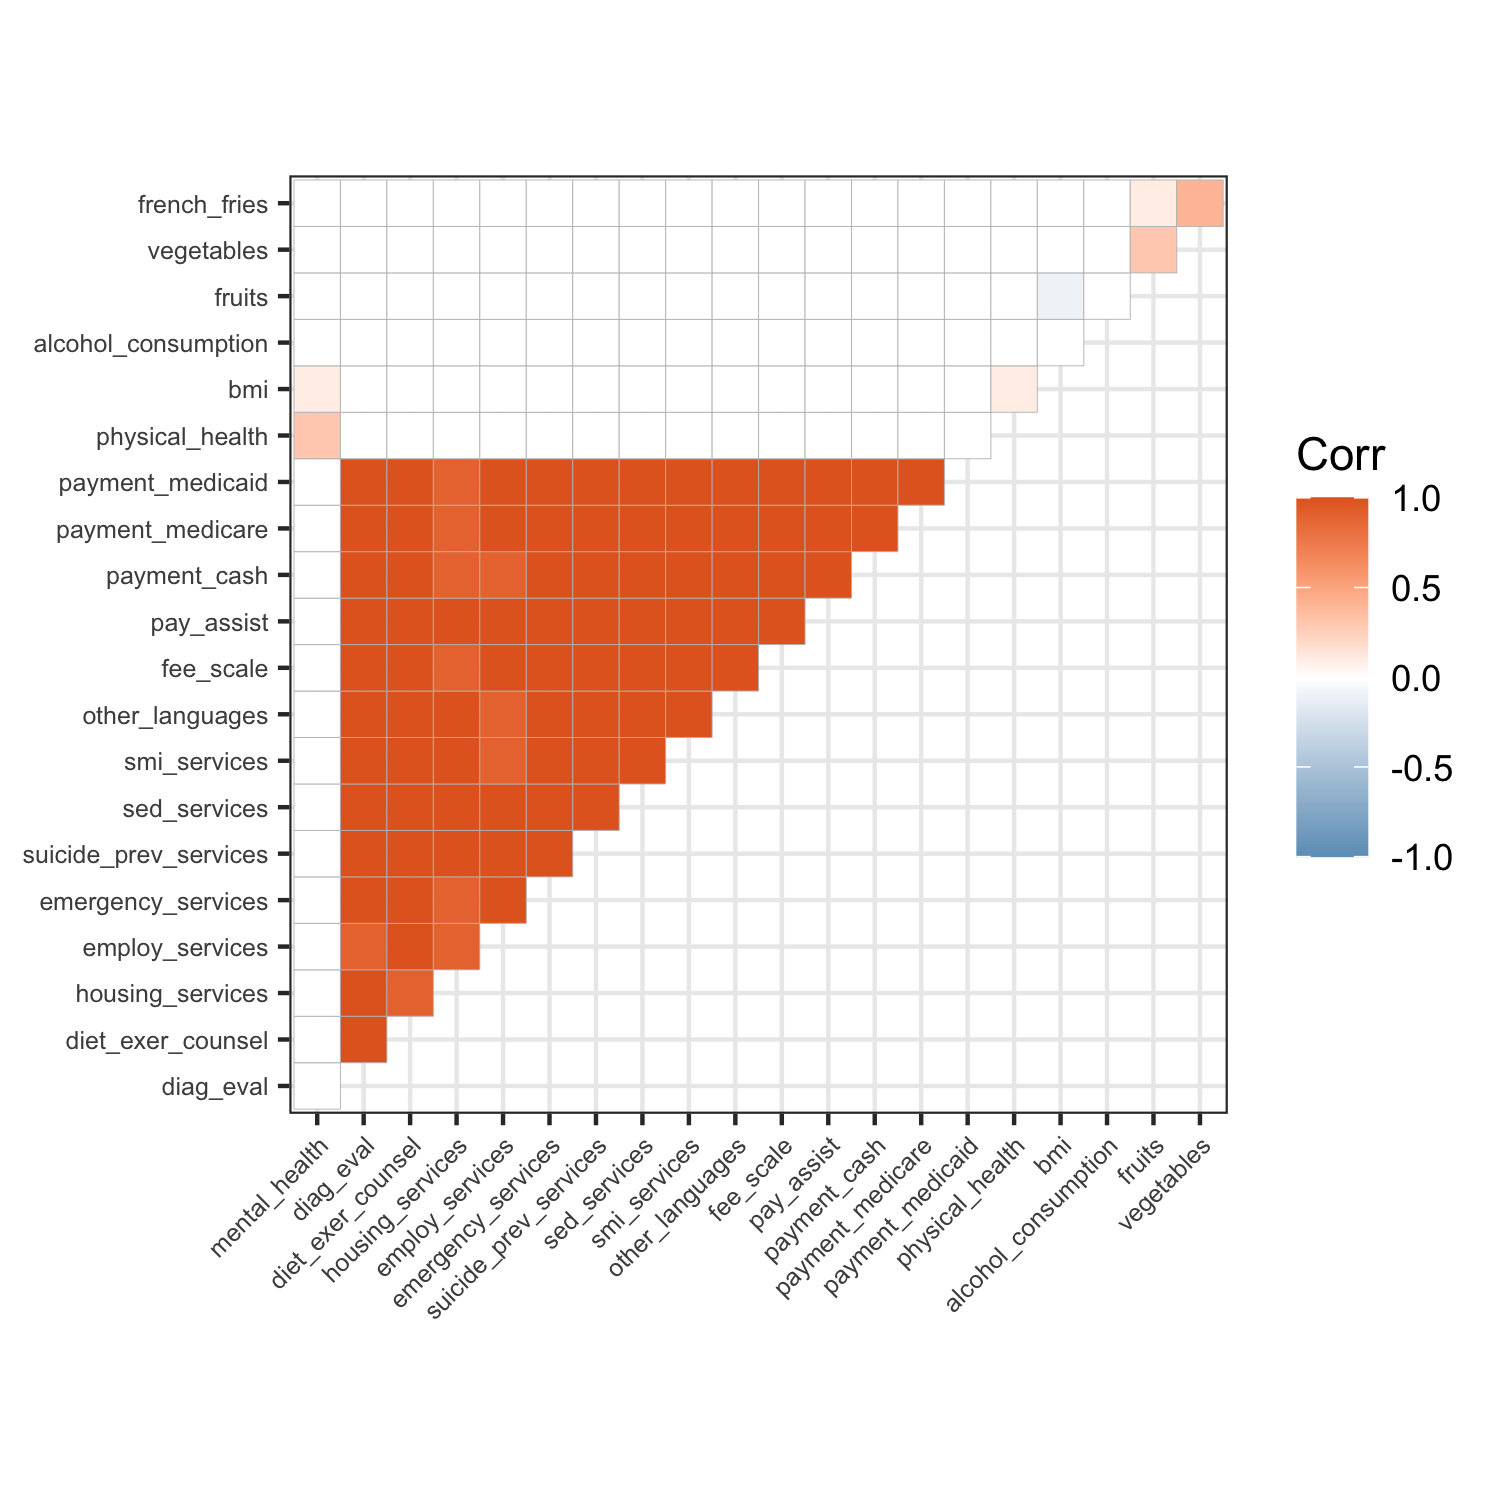 french_fries
vegetables
fruits
alcohol_consumption
bmi
physical_health
payment_medicaid
payment_medicare
payment_cash
pay_assist
fee_scale
other_languages
smi_services
sed_services
suicide_prev_services
emergency_services
employ_services
housing_services
diet_exer_counsel
diag_eval
mental_health
diag_eval
diet_exer_counsel
housing_services
employ_services
emergency_services
suicide_prev_services
sed_services
smi_services
other_languages
fee_scale
pay_assist
payment_cash
payment_medicare
payment_medicaid
physical_health
bmi
alcohol_consumption
fruits
vegetables
Corr
1.0
0.5
0.0
-0.5
-1.0